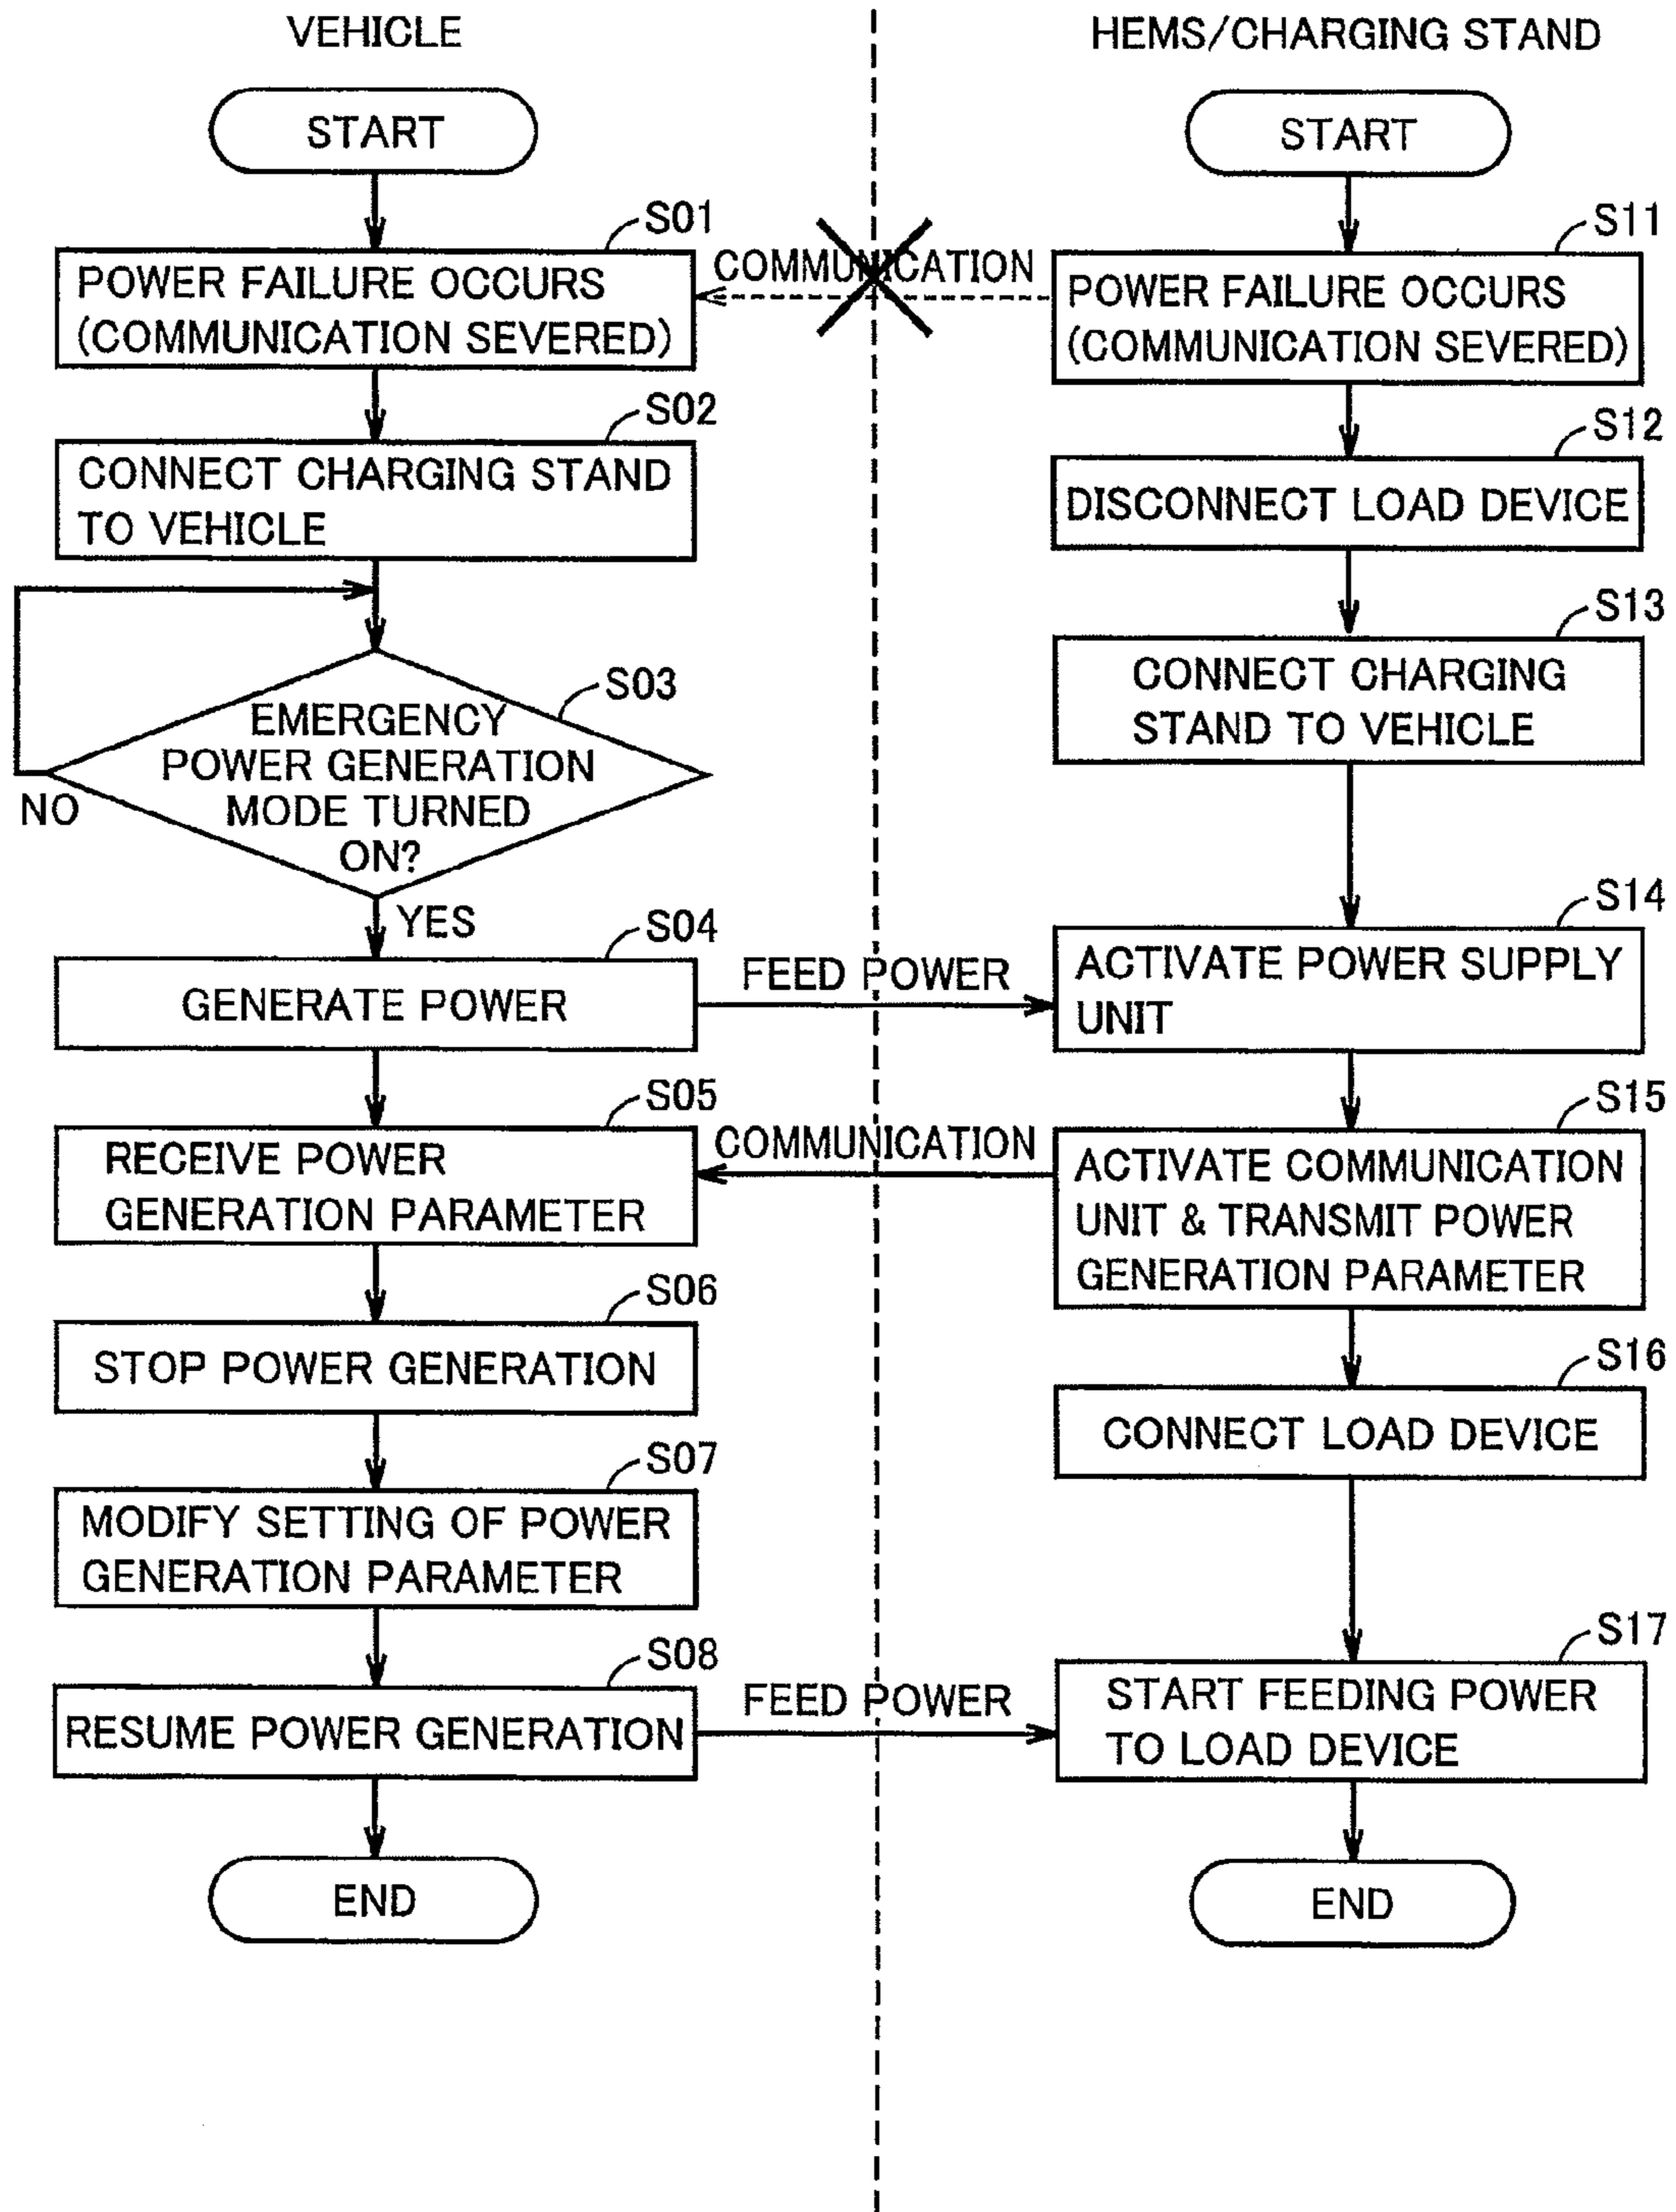 VEHICLE
START
S01
POWER FAILURE OCCURS
(COMMUNICATION SEVERED)
S02
CONNECT CHARGING STAND
TO VEHICLE
S03
EMERGENCY
POWER GENERATION
MODE TURNED
ON?
NO
YES
S04
GENERATE POWER
S05
RECEIVE POWER
GENERATION PARAMETER
S06
STOP POWER GENERATION
S07
MODIFY SETTING OF POWER
GENERATION PARAMETER
S08
RESUME POWER GENERATION
END
COMMUNICATION
FEED POWER
COMMUNICATION
FEED POWER
HEMS/CHARGING STAND
START
S11
POWER FAILURE OCCURS
(COMMUNICATION SEVERED)
S12
DISCONNECT LOAD DEVICE
S13
CONNECT CHARGING
STAND TO VEHICLE
S14
ACTIVATE POWER SUPPLY
UNIT
S15
ACTIVATE COMMUNICATION
UNIT & TRANSMIT POWER
GENERATION PARAMETER
S16
CONNECT LOAD DEVICE
S17
START FEEDING POWER
TO LOAD DEVICE
END